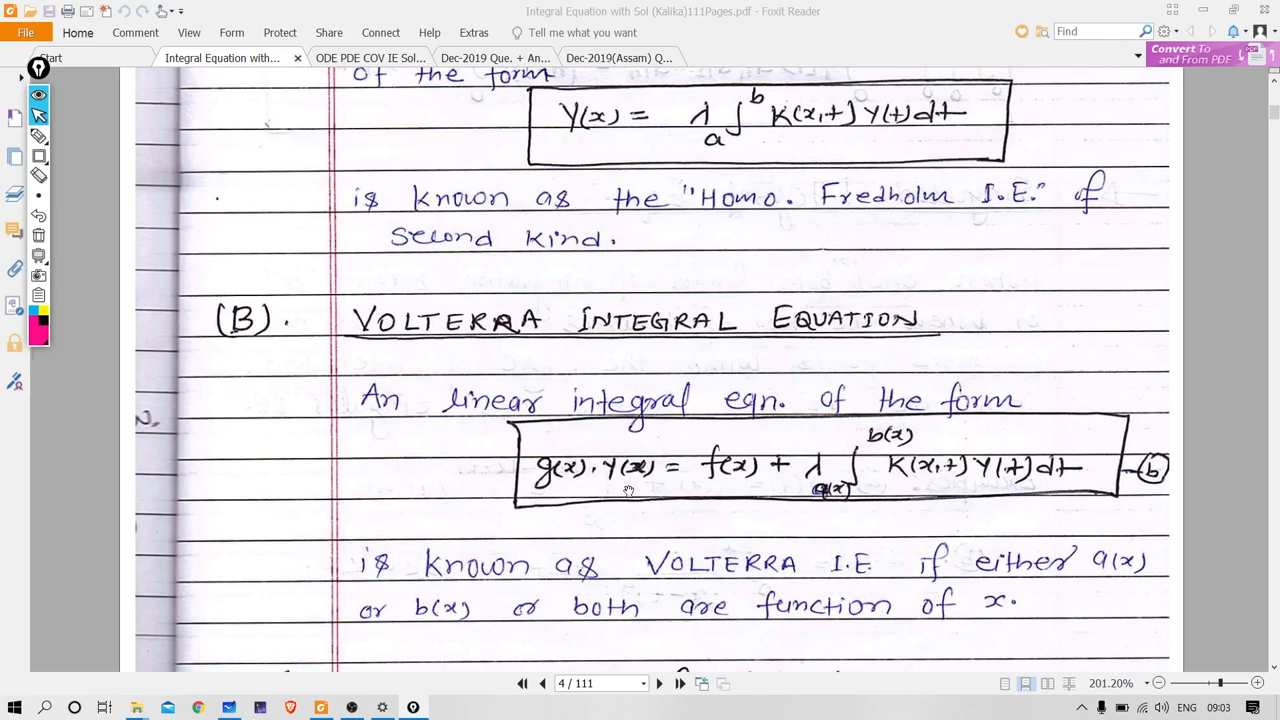 Integral Equation with Sol (Kalika)111Pages.pdf - Foxit Reader
File Home Comment View Form Protect Share Connect Help Extras Tell me what you want Find
Start Integral Equation with... ODE PDE COV IE Sol... Dec-2019 Que. + An... Dec-2019(Assam) Q... Convert To and From PDF
of the form
Y(x) = λ a∫b K(x,t) Y(t)dt
is known as the "Homo. Fredholm I.E." of
Second kind.
(B). VOLTERRA INTEGRAL EQUATION
An linear integral eqn. of the form
g(x).Y(x) = f(x) + λ a(x)∫b(x) K(x,t)Y(t)dt —(b)
is known as VOLTERRA I.E. if either a(x)
or b(x) or both are function of x.
4 / 111 201.20%
ENG 09:03